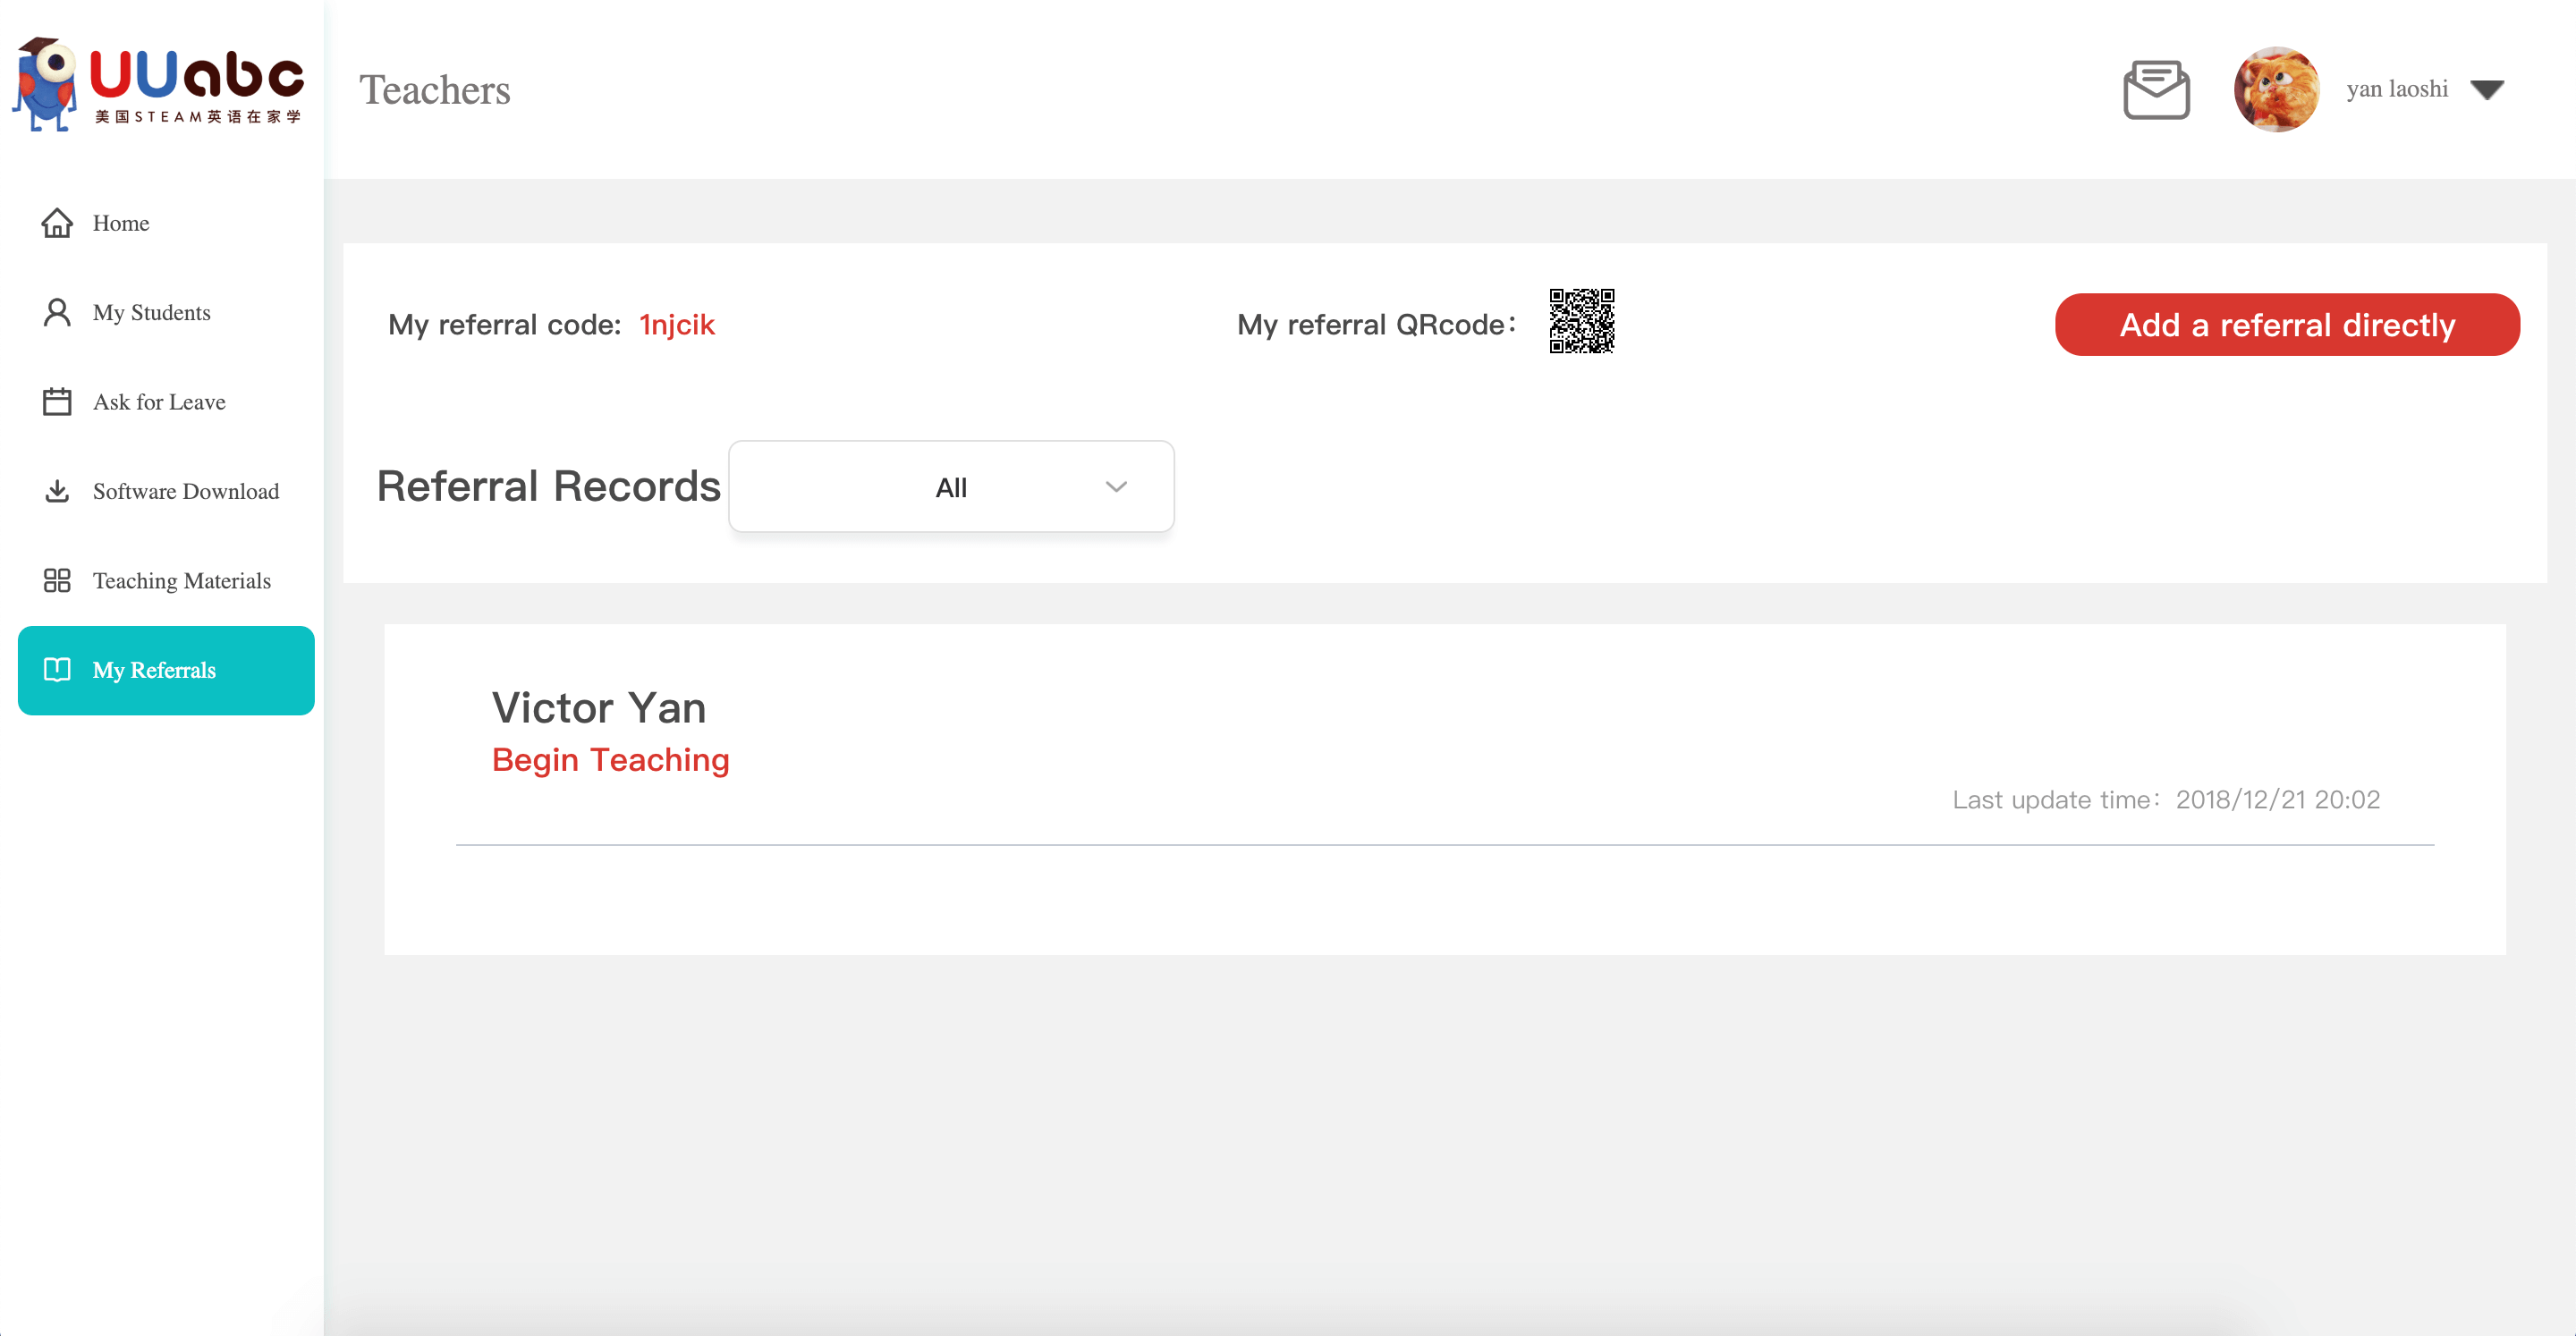 UUabc
美国STEAM英语在家学
Teachers
yan laoshi
Home
My Students
Ask for Leave
Software Download
Teaching Materials
My Referrals
My referral code: 1njcik
My referral QRcode：
Add a referral directly
Referral Records
All
Victor Yan
Begin Teaching
Last update time：2018/12/21 20:02